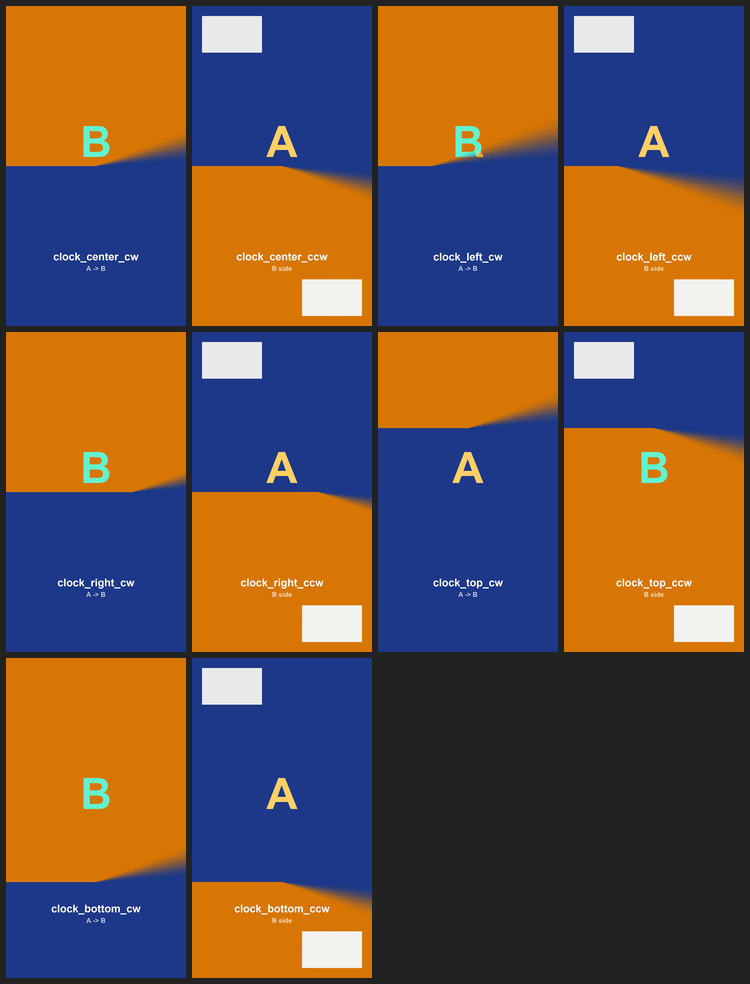 B
clock_center_cw
A -> B
A
clock_center_ccw
B side
B
clock_left_cw
A -> B
A
clock_left_ccw
B side
B
clock_right_cw
A -> B
A
clock_right_ccw
B side
A
clock_top_cw
A -> B
B
clock_top_ccw
B side
B
clock_bottom_cw
A -> B
A
clock_bottom_ccw
B side